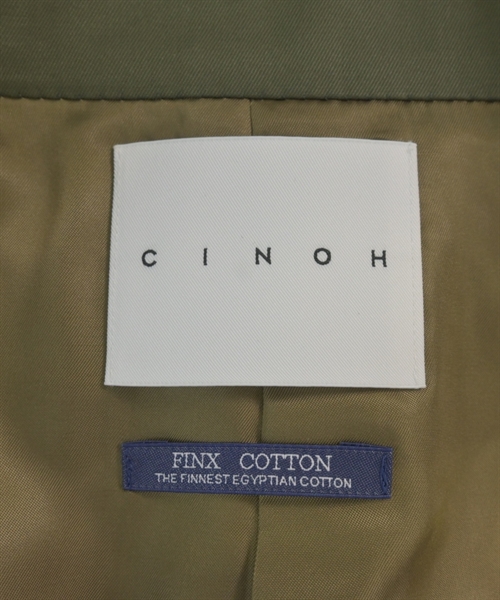 CINOH
FINX COTTON
THE FINNEST EGYPTIAN COTTON